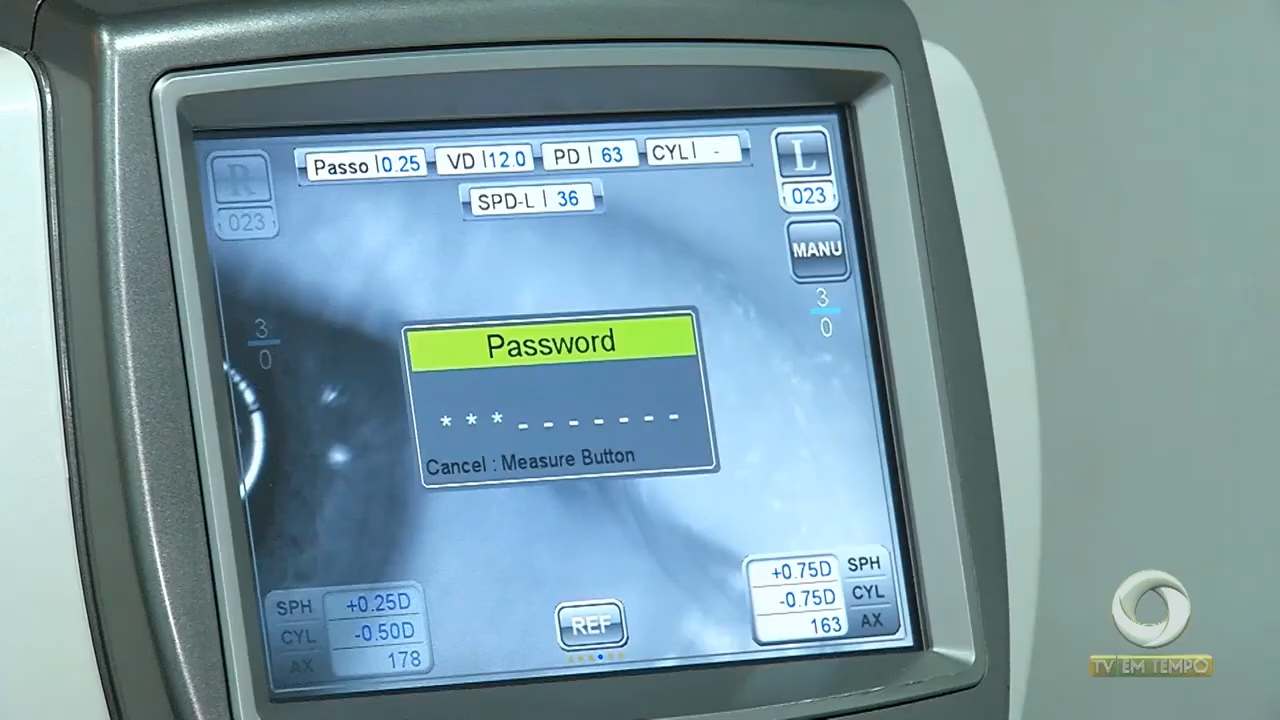 R
023
Passo 0.25 VD 12.0 PD 63 CYL -
SPD-L 36
L
023
MANU
3
0
3
0
Password
* * * _ _ _ _ _ _ _
Cancel : Measure Button
SPH +0.25D
CYL -0.50D
AX 178
REF
+0.75D SPH
-0.75D CYL
163 AX
TV EM TEMPO